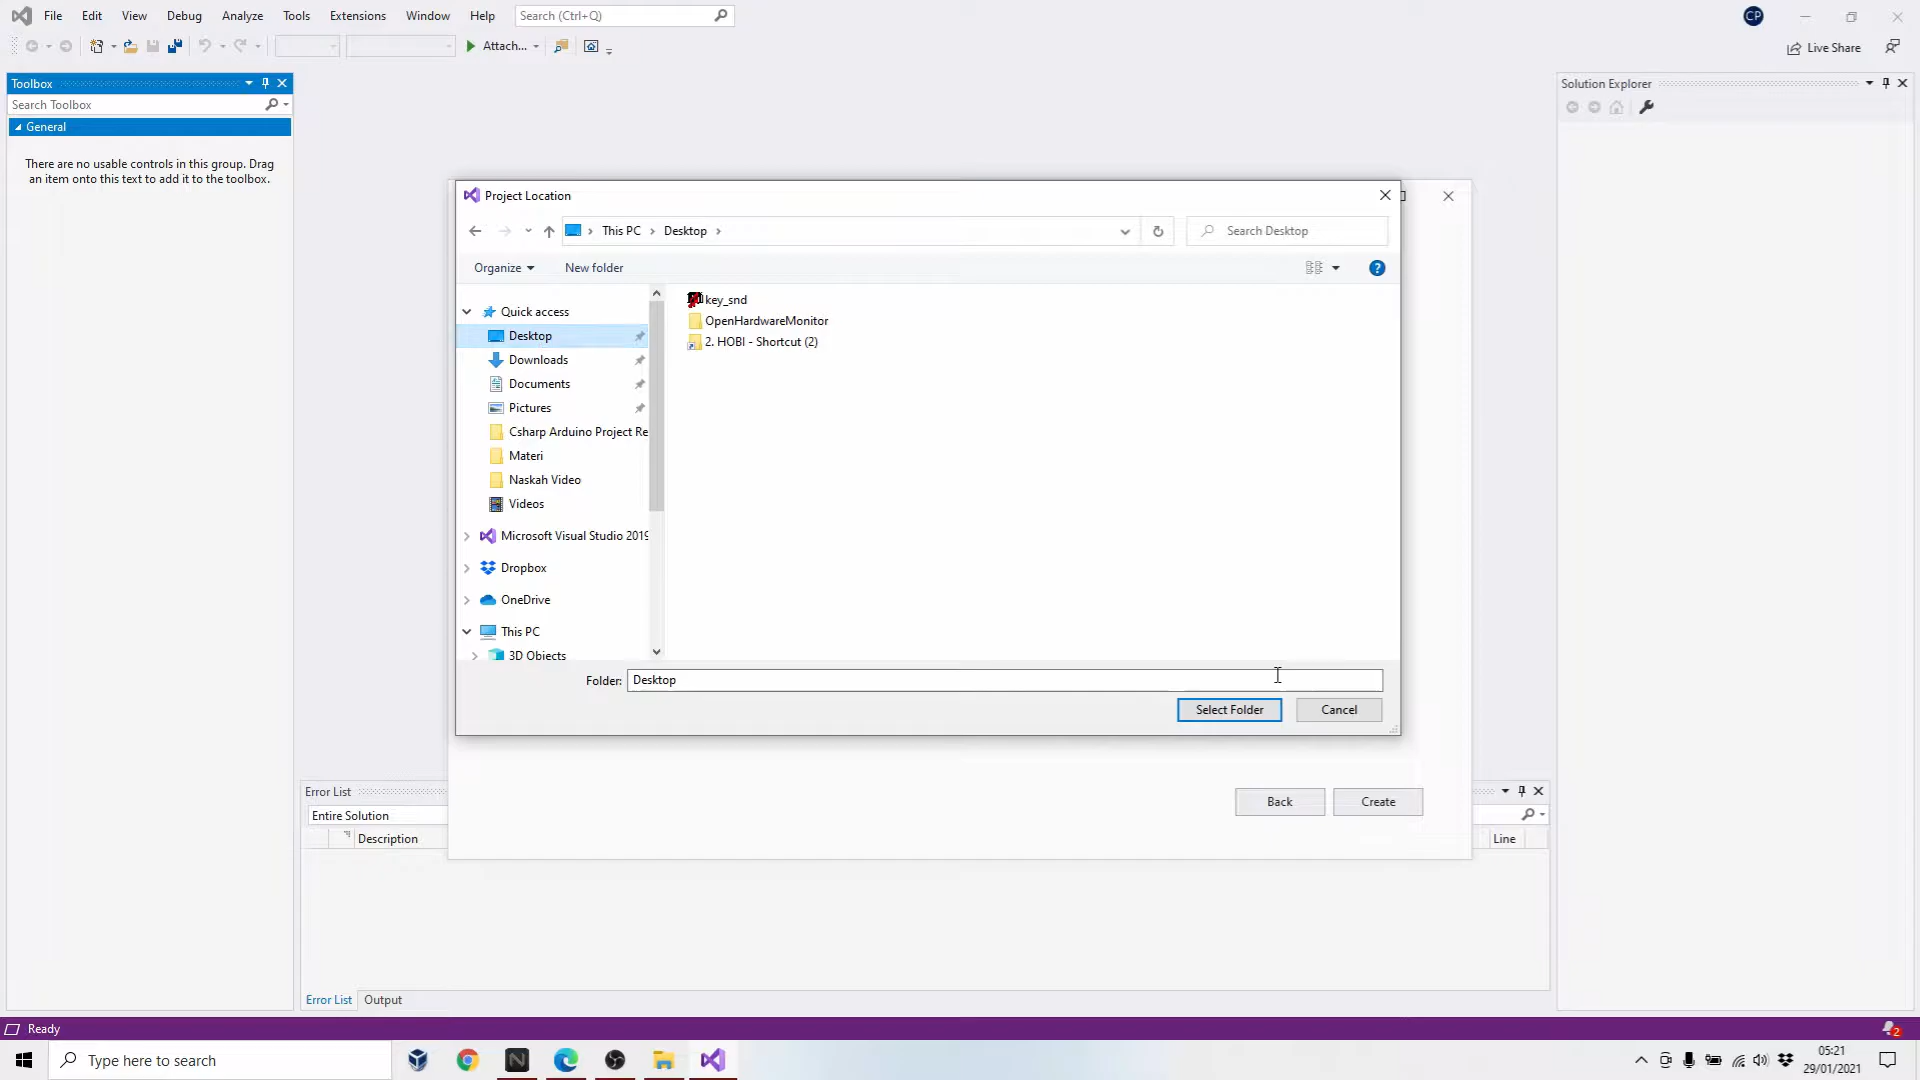 File Edit View Debug Analyze Tools Extensions Window Help Search (Ctrl+Q) CP
Attach... Live Share
Toolbox
Search Toolbox
General
There are no usable controls in this group. Drag
an item onto this text to add it to the toolbox.
Solution Explorer
Project Location
This PC Desktop Search Desktop
Organize New folder ?
Quick access
Desktop
Downloads
Documents
Pictures
Csharp Arduino Project Re
Materi
Naskah Video
Videos
Microsoft Visual Studio 2019
Dropbox
OneDrive
This PC
3D Objects
key_snd
OpenHardwareMonitor
2. HOBI - Shortcut (2)
Folder: Desktop
Select Folder Cancel
Back Create
Error List
Entire Solution
Description Line
Error List Output
Ready 2
Type here to search N 05:21
29/01/2021